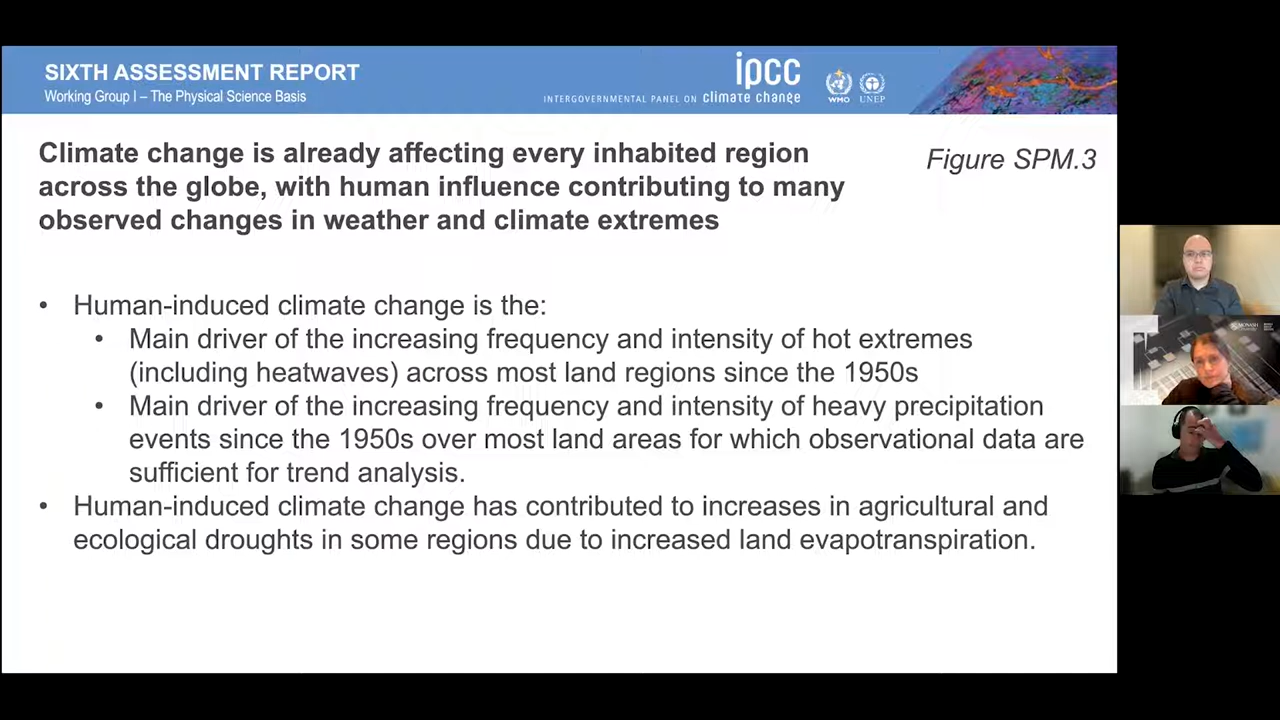 SIXTH ASSESSMENT REPORT
Working Group I – The Physical Science Basis
ipcc
INTERGOVERNMENTAL PANEL ON climate change
WMO
UNEP
Climate change is already affecting every inhabited region
across the globe, with human influence contributing to many
observed changes in weather and climate extremes
Figure SPM.3
• Human-induced climate change is the:
• Main driver of the increasing frequency and intensity of hot extremes
(including heatwaves) across most land regions since the 1950s
• Main driver of the increasing frequency and intensity of heavy precipitation
events since the 1950s over most land areas for which observational data are
sufficient for trend analysis.
• Human-induced climate change has contributed to increases in agricultural and
ecological droughts in some regions due to increased land evapotranspiration.
MONASH